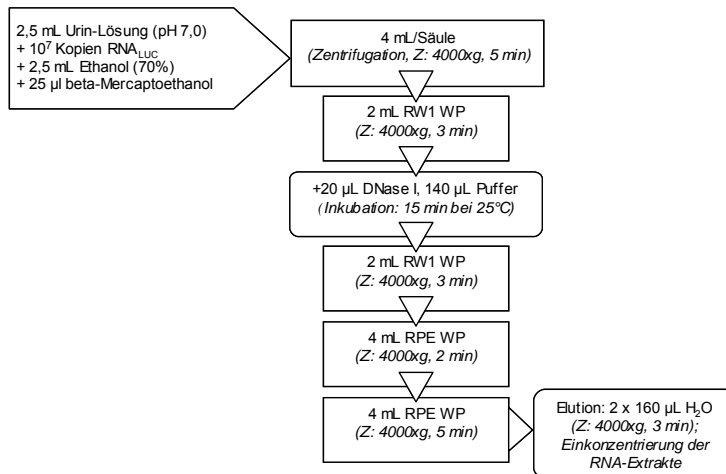 2,5 mL Urin-Lösung (pH 7,0)
+ 10⁷ Kopien RNA_LUC
+ 2,5 mL Ethanol (70%)
+ 25 µl beta-Mercaptoethanol
4 mL/Säule
(Zentrifugation, Z: 4000xg, 5 min)
2 mL RW1 WP
(Z: 4000xg, 3 min)
+20 µL DNase I, 140 µL Puffer
(Inkubation: 15 min bei 25°C)
2 mL RW1 WP
(Z: 4000xg, 3 min)
4 mL RPE WP
(Z: 4000xg, 2 min)
4 mL RPE WP
(Z: 4000xg, 5 min)
Elution: 2 x 160 µL H₂O
(Z: 4000xg, 3 min);
Einkonzentrierung der
RNA-Extrakte